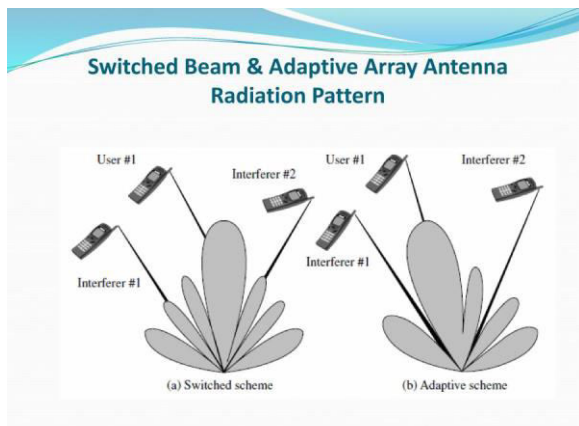 Switched Beam & Adaptive Array Antenna
Radiation Pattern
User #1
Interferer #2
Interferer #1
(a) Switched scheme
User #1
Interferer #2
Interferer #1
(b) Adaptive scheme